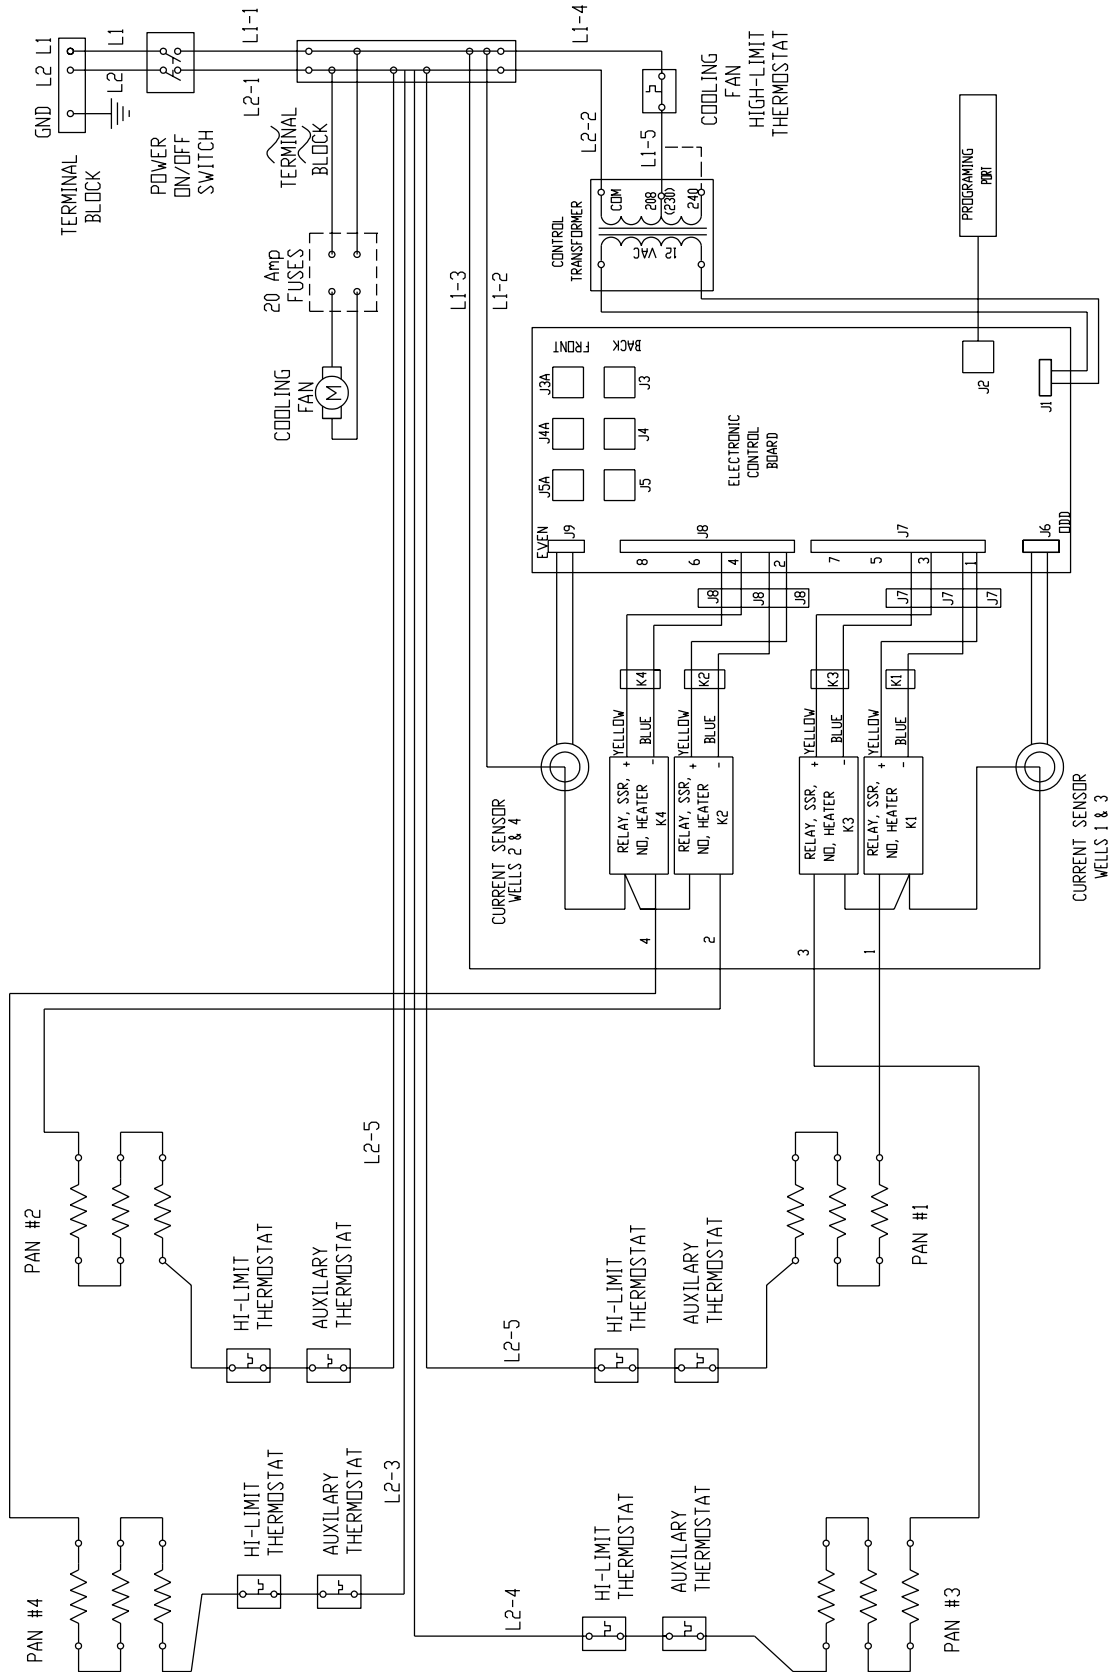 TERMINAL
BLOCK
GND
L2
L1
L1
L2
POWER
ON/OFF
SWITCH
L1-1
L2-1
TERMINAL
BLOCK
L1-4
L2-2
L1-5
COOLING
FAN
HIGH-LIMIT
THERMOSTAT
20 Amp
FUSES
COOLING
FAN
M
L1-3
L1-2
CONTROL
TRANSFORMER
COM
208
(230)
240
12 VAC
PROGRAMING
PORT
FRONT
BACK
J3A
J3
J4A
J4
J5A
J5
J2
J1
ELECTRONIC
CONTROL
BOARD
EVEN
J9
J8
J7
J6
ODD
8
6
4
2
7
5
3
1
J8
J8
J8
J7
J7
J7
K4
K2
K3
K1
YELLOW
BLUE
YELLOW
BLUE
YELLOW
BLUE
YELLOW
BLUE
CURRENT SENSOR
WELLS 2 & 4
RELAY, SSR, +
NO, HEATER
K4 -
RELAY, SSR, +
NO, HEATER
K2 -
RELAY, SSR, +
NO, HEATER
K3 -
RELAY, SSR, +
NO, HEATER
K1 -
CURRENT SENSOR
WELLS 1 & 3
4
2
3
1
PAN #2
HI-LIMIT
THERMOSTAT
AUXILARY
THERMOSTAT
L2-5
L2-5
HI-LIMIT
THERMOSTAT
AUXILARY
THERMOSTAT
PAN #1
PAN #4
HI-LIMIT
THERMOSTAT
AUXILARY
THERMOSTAT
L2-3
L2-4
HI-LIMIT
THERMOSTAT
AUXILARY
THERMOSTAT
PAN #3